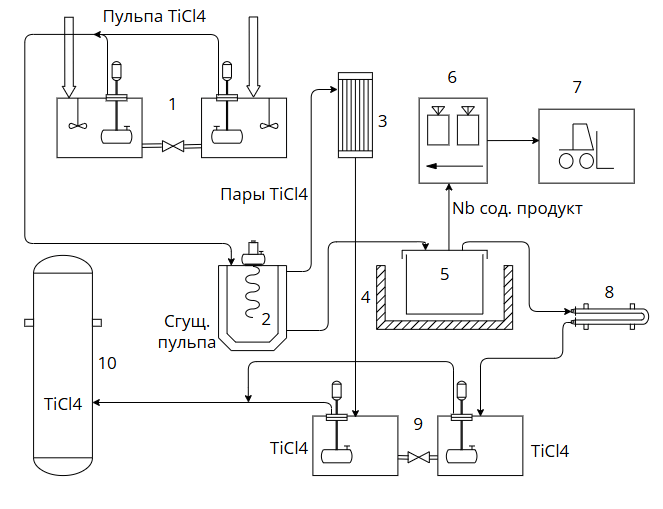 Пульпа TiCl4
1
3
6
7
Пары TiCl4
Nb сод. продукт
2
4
5
8
Сгущ.
пульпа
10
TiCl4
9
TiCl4
TiCl4